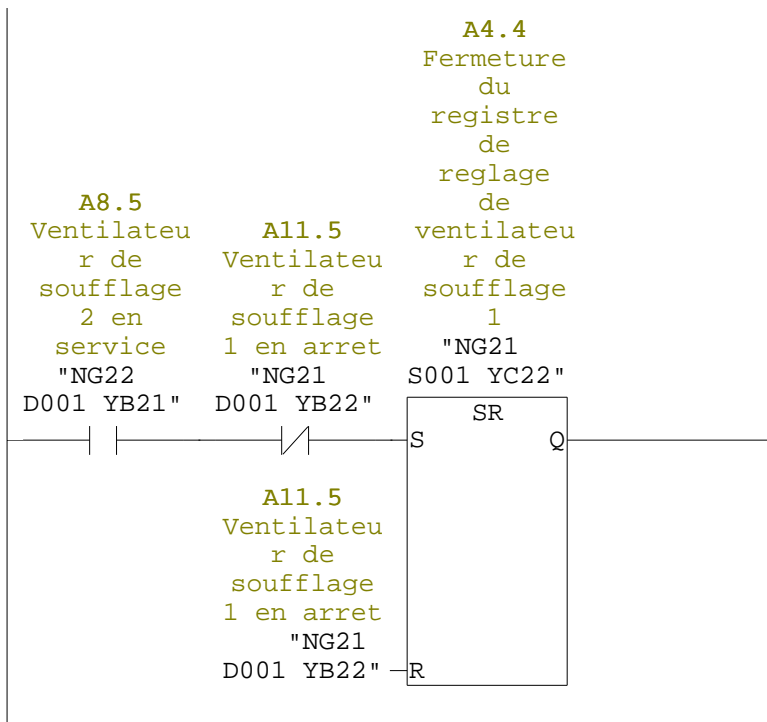 A4.4
Fermeture
du
registre
de
reglage
de
ventilateu
r de
soufflage
1
"NG21
S001 YC22"
A8.5
Ventilateu
r de
soufflage
2 en
service
"NG22
D001 YB21"
A11.5
Ventilateu
r de
soufflage
1 en arret
"NG21
D001 YB22"
SR
S
Q
A11.5
Ventilateu
r de
soufflage
1 en arret
"NG21
D001 YB22"
R